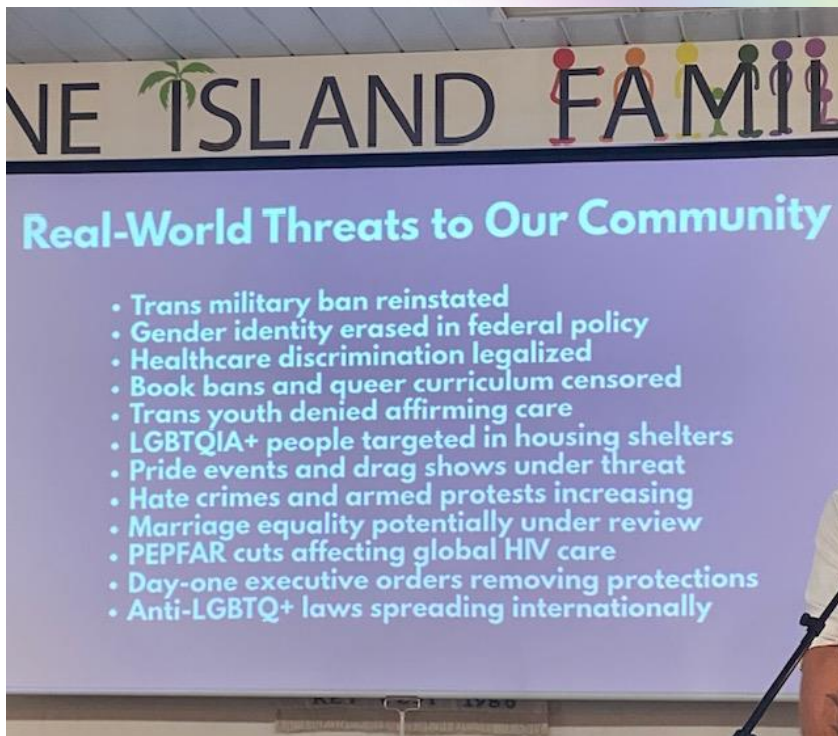 NE ISLAND FAMIL
Real-World Threats to Our Community
• Trans military ban reinstated
• Gender identity erased in federal policy
• Healthcare discrimination legalized
• Book bans and queer curriculum censored
• Trans youth denied affirming care
• LGBTQIA+ people targeted in housing shelters
• Pride events and drag shows under threat
• Hate crimes and armed protests increasing
• Marriage equality potentially under review
• PEPFAR cuts affecting global HIV care
• Day-one executive orders removing protections
• Anti-LGBTQ+ laws spreading internationally